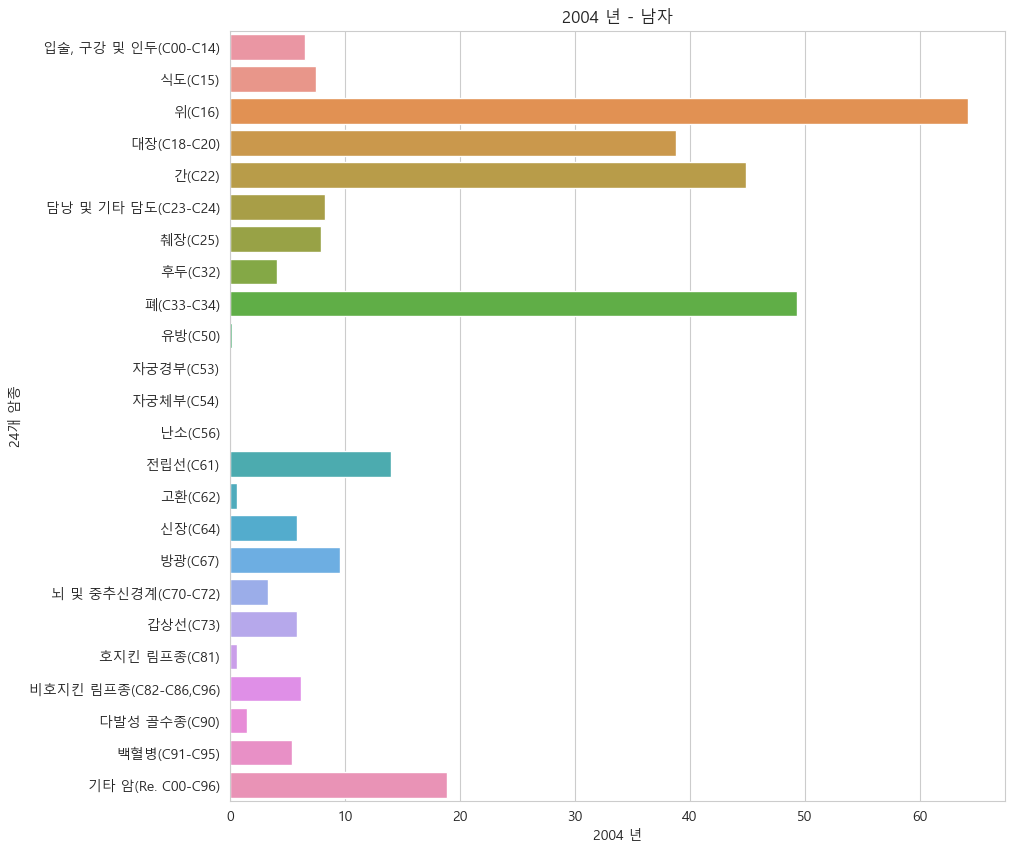 2004 년 - 남자
입술, 구강 및 인두(C00-C14)
식도(C15)
위(C16)
대장(C18-C20)
간(C22)
담낭 및 기타 담도(C23-C24)
췌장(C25)
후두(C32)
폐(C33-C34)
유방(C50)
자궁경부(C53)
자궁체부(C54)
난소(C56)
전립선(C61)
고환(C62)
신장(C64)
방광(C67)
뇌 및 중추신경계(C70-C72)
갑상선(C73)
호지킨 림프종(C81)
비호지킨 림프종(C82-C86,C96)
다발성 골수종(C90)
백혈병(C91-C95)
기타 암(Re. C00-C96)
24개 암종
0 10 20 30 40 50 60
2004 년